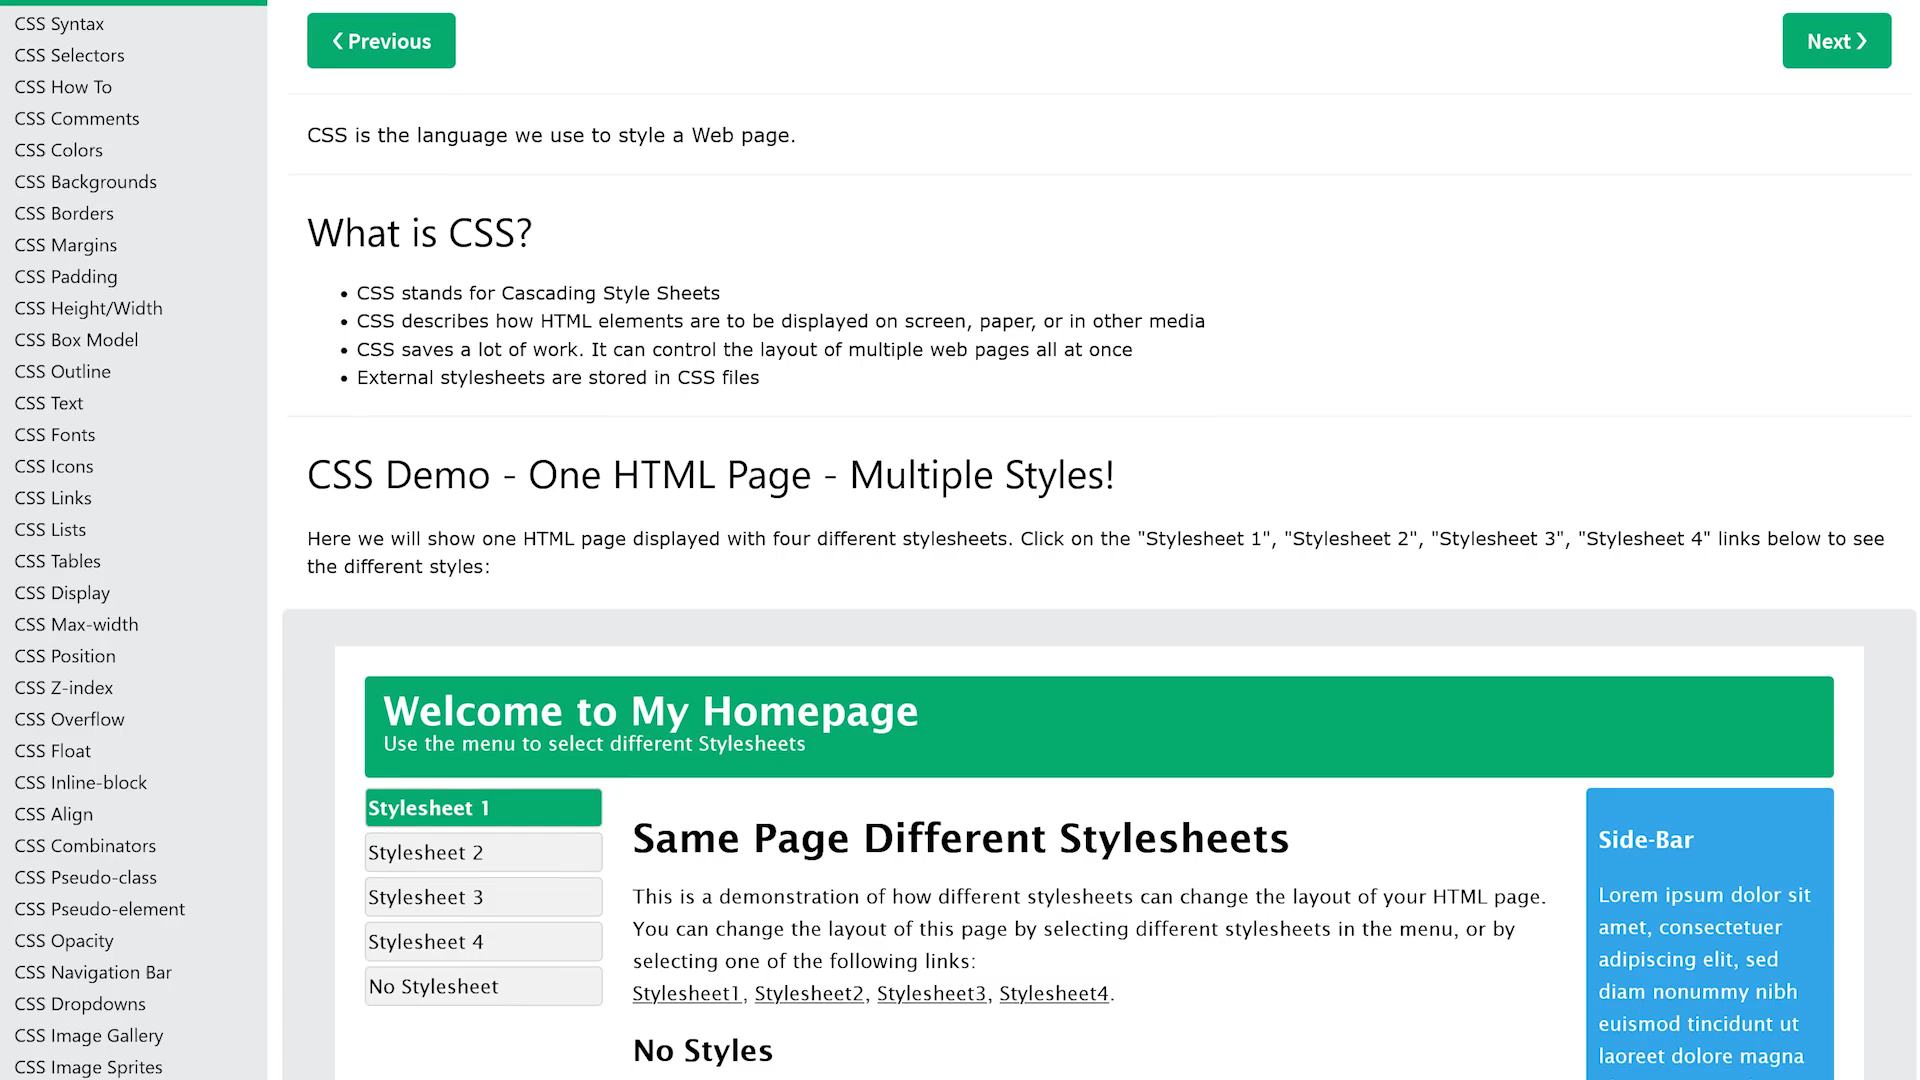 CSS Syntax
CSS Selectors
CSS How To
CSS Comments
CSS Colors
CSS Backgrounds
CSS Borders
CSS Margins
CSS Padding
CSS Height/Width
CSS Box Model
CSS Outline
CSS Text
CSS Fonts
CSS Icons
CSS Links
CSS Lists
CSS Tables
CSS Display
CSS Max-width
CSS Position
CSS Z-index
CSS Overflow
CSS Float
CSS Inline-block
CSS Align
CSS Combinators
CSS Pseudo-class
CSS Pseudo-element
CSS Opacity
CSS Navigation Bar
CSS Dropdowns
CSS Image Gallery
CSS Image Sprites
❮ Previous
Next ❯
CSS is the language we use to style a Web page.
What is CSS?
• CSS stands for Cascading Style Sheets
• CSS describes how HTML elements are to be displayed on screen, paper, or in other media
• CSS saves a lot of work. It can control the layout of multiple web pages all at once
• External stylesheets are stored in CSS files
CSS Demo - One HTML Page - Multiple Styles!
Here we will show one HTML page displayed with four different stylesheets. Click on the "Stylesheet 1", "Stylesheet 2", "Stylesheet 3", "Stylesheet 4" links below to see
the different styles:
Welcome to My Homepage
Use the menu to select different Stylesheets
Stylesheet 1
Stylesheet 2
Stylesheet 3
Stylesheet 4
No Stylesheet
Same Page Different Stylesheets
This is a demonstration of how different stylesheets can change the layout of your HTML page.
You can change the layout of this page by selecting different stylesheets in the menu, or by
selecting one of the following links:
Stylesheet1, Stylesheet2, Stylesheet3, Stylesheet4.
No Styles
Side-Bar
Lorem ipsum dolor sit
amet, consectetuer
adipiscing elit, sed
diam nonummy nibh
euismod tincidunt ut
laoreet dolore magna